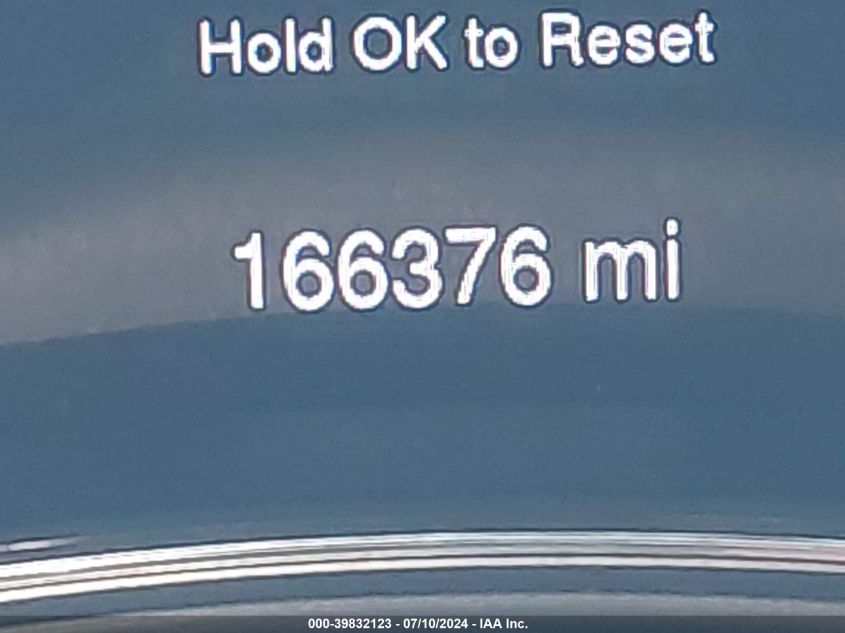 Hold OK to Reset
166376 mi
000-39832123 - 07/10/2024 - IAA Inc.